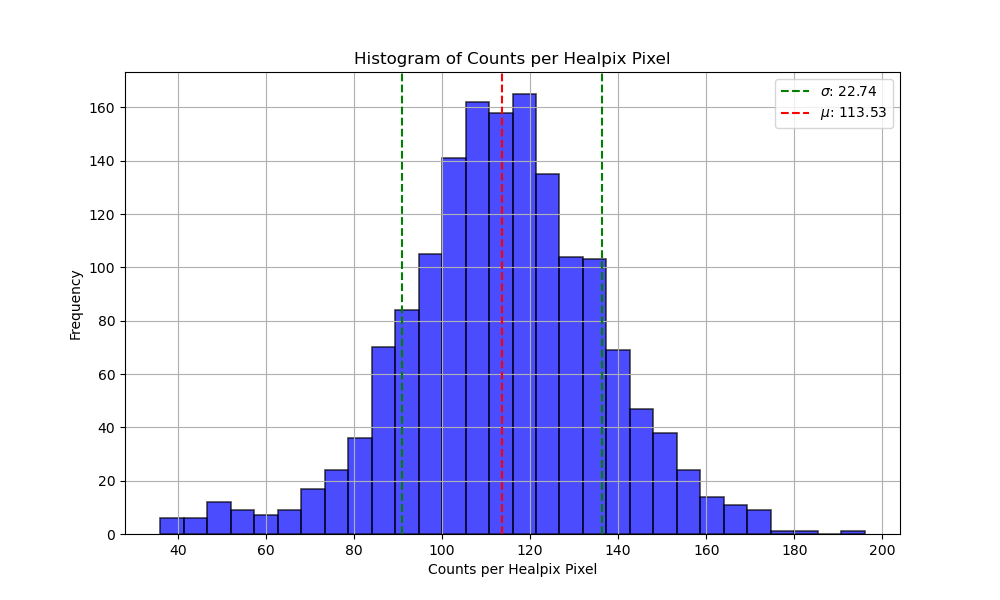 Histogram of Counts per Healpix Pixel
σ: 22.74
μ: 113.53
160
140
120
100
80
60
40
20
0
Frequency
40 60 80 100 120 140 160 180 200
Counts per Healpix Pixel